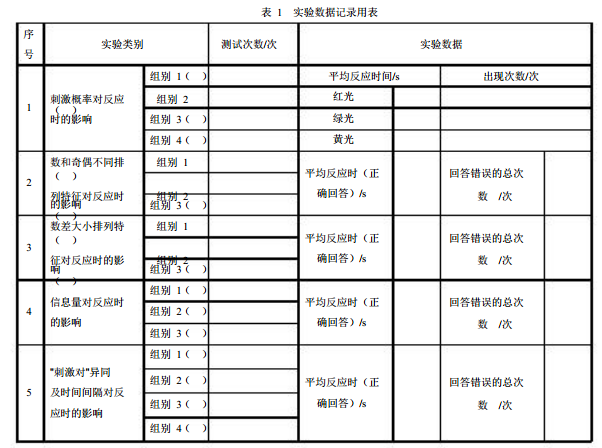 表 1 实验数据记录用表
序号 实验类别 测试次数/次 实验数据
1 刺激概率对反应时的影响 ( )
组别 1 ( ) 平均反应时间/s 出现次数/次
组别 2 红光
组别 3 ( ) 绿光
组别 4 ( ) 黄光
2 数和奇偶不同排列特征对反应时的影响 ( ) ( )
组别 1
组别 2
组别 3 ( )
平均反应时（正确回答）/s
回答错误的总次数 /次
3 数差大小排列特征对反应时的影响 ( ) ( )
组别 1
组别 2
组别 3 ( )
平均反应时（正确回答）/s
回答错误的总次数 /次
4 信息量对反应时的影响
组别 1 ( )
组别 2 ( )
组别 3 ( )
平均反应时（正确回答）/s
回答错误的总次数 /次
5 "刺激对"异同及时间间隔对反应时的影响
组别 1 ( )
组别 2 ( )
组别 3 ( )
组别 4 ( )
平均反应时（正确回答）/s
回答错误的总次数 /次